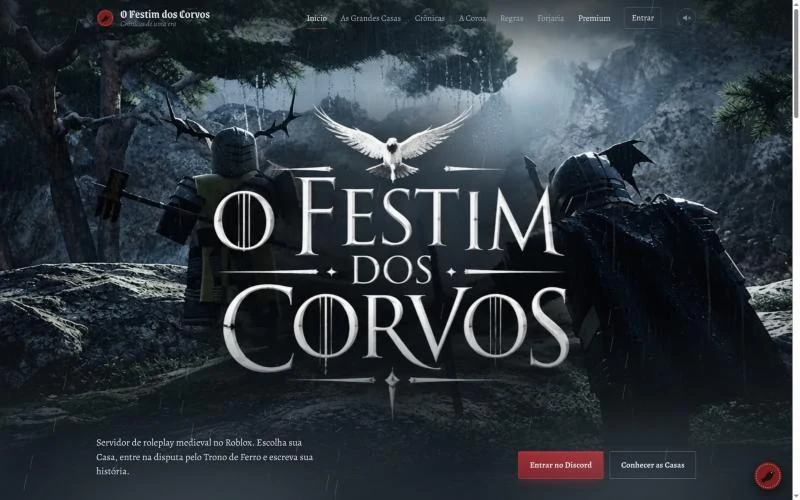 O Festim dos Corvos
Crônicas de uma era
Início As Grandes Casas Crônicas A Coroa Regras Forjaria Premium Entrar
O FESTIM
DOS
CORVOS
Servidor de roleplay medieval no Roblox. Escolha sua
Casa, entre na disputa pelo Trono de Ferro e escreva sua
história.
Entrar no Discord Conhecer as Casas